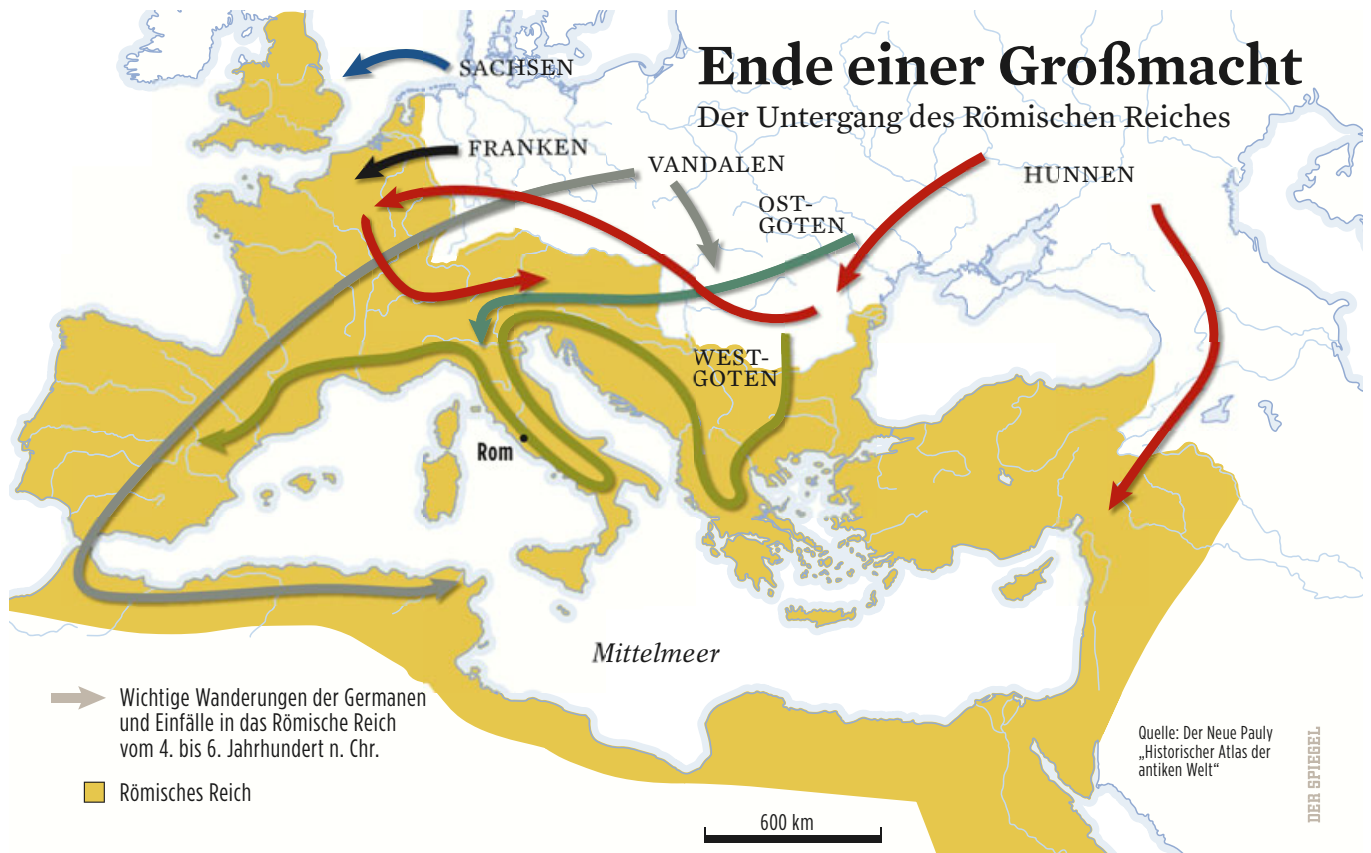 Ende einer Großmacht
Der Untergang des Römischen Reiches
SACHSEN
FRANKEN
VANDALEN
OST-
GOTEN
HUNNEN
WEST-
GOTEN
Rom
Mittelmeer
Wichtige Wanderungen der Germanen
und Einfälle in das Römische Reich
vom 4. bis 6. Jahrhundert n. Chr.
Römisches Reich
600 km
Quelle: Der Neue Pauly
„Historischer Atlas der
antiken Welt“
DER SPIEGEL